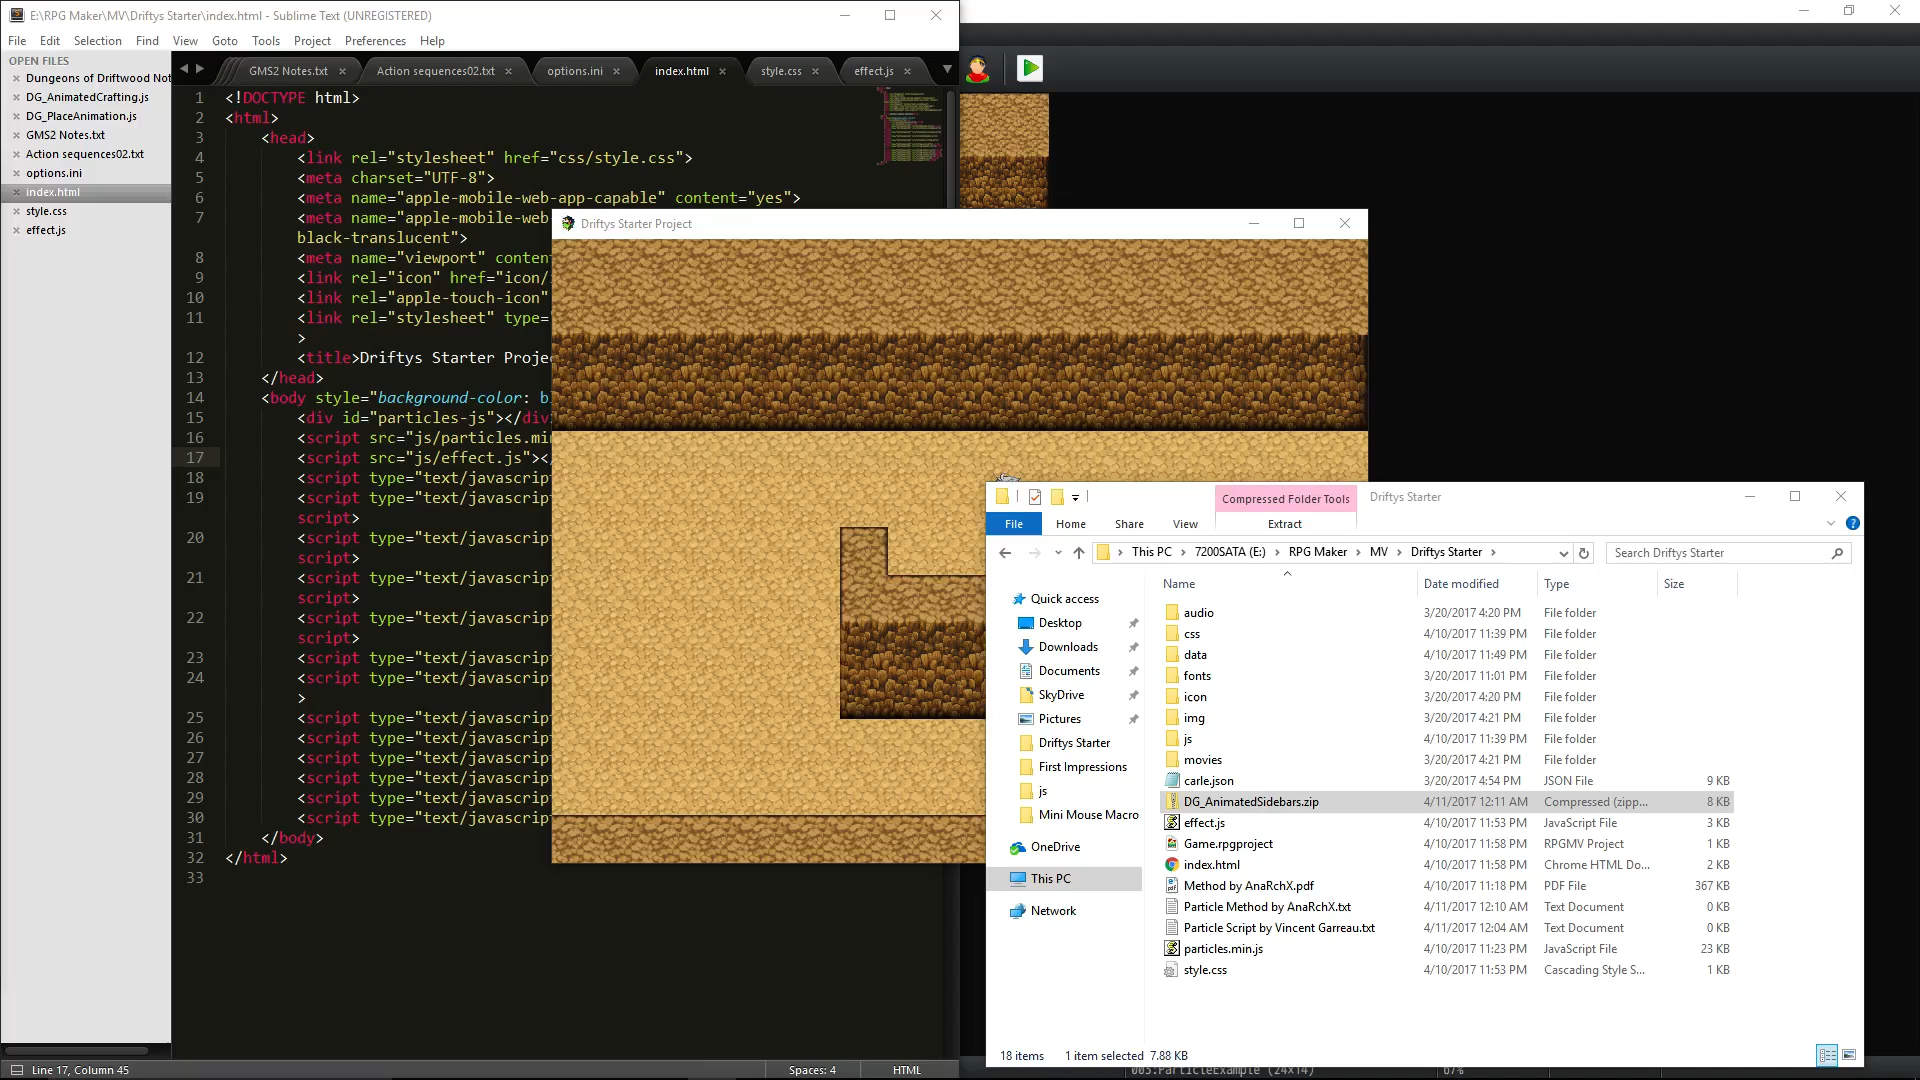 E:\RPG Maker\MV\Driftys Starter\index.html - Sublime Text (UNREGISTERED)
File Edit Selection Find View Goto Tools Project Preferences Help
OPEN FILES
Dungeons of Driftwood Not
DG_AnimatedCrafting.js
DG_PlaceAnimation.js
GMS2 Notes.txt
Action sequences02.txt
options.ini
index.html
style.css
effect.js
GMS2 Notes.txt Action sequences02.txt options.ini index.html style.css effect.js
1 <!DOCTYPE html>
2 <html>
3 <head>
4 <link rel="stylesheet" href="css/style.css">
5 <meta charset="UTF-8">
6 <meta name="apple-mobile-web-app-capable" content="yes">
7 <meta name="apple-mobile-web-
black-translucent">
8 <meta name="viewport" conten
9 <link rel="icon" href="icon/
10 <link rel="apple-touch-icon"
11 <link rel="stylesheet" type=
>
12 <title>Driftys Starter Projec
13 </head>
14 <body style="background-color: bl
15 <div id="particles-js"></div
16 <script src="js/particles.min
17 <script src="js/effect.js"></
18 <script type="text/javascript
19 <script type="text/javascript
script>
20 <script type="text/javascript
script>
21 <script type="text/javascript
script>
22 <script type="text/javascript
script>
23 <script type="text/javascript
24 <script type="text/javascript
>
25 <script type="text/javascript
26 <script type="text/javascript
27 <script type="text/javascript
28 <script type="text/javascript
29 <script type="text/javascript
30 <script type="text/javascript
31 </body>
32 </html>
33
Line 17, Column 45 Spaces: 4 HTML
Driftys Starter Project
Compressed Folder Tools Driftys Starter
File Home Share View Extract
This PC > 7200SATA (E:) > RPG Maker > MV > Driftys Starter >
Search Driftys Starter
Quick access
Desktop
Downloads
Documents
SkyDrive
Pictures
Driftys Starter
First Impressions
js
Mini Mouse Macro
OneDrive
This PC
Network
Name Date modified Type Size
audio 3/20/2017 4:20 PM File folder
css 4/10/2017 11:39 PM File folder
data 4/10/2017 11:49 PM File folder
fonts 3/20/2017 11:01 PM File folder
icon 3/20/2017 4:20 PM File folder
img 3/20/2017 4:21 PM File folder
js 4/10/2017 11:39 PM File folder
movies 3/20/2017 4:21 PM File folder
carle.json 3/20/2017 4:54 PM JSON File 9 KB
DG_AnimatedSidebars.zip 4/11/2017 12:11 AM Compressed (zipp... 8 KB
effect.js 4/10/2017 11:53 PM JavaScript File 3 KB
Game.rpgproject 4/10/2017 11:58 PM RPGMV Project 1 KB
index.html 4/10/2017 11:58 PM Chrome HTML Do... 2 KB
Method by AnaRchX.pdf 4/10/2017 11:18 PM PDF File 367 KB
Particle Method by AnaRchX.txt 4/11/2017 12:10 AM Text Document 0 KB
Particle Script by Vincent Garreau.txt 4/11/2017 12:04 AM Text Document 0 KB
particles.min.js 4/10/2017 11:23 PM JavaScript File 23 KB
style.css 4/10/2017 11:53 PM Cascading Style S... 1 KB
18 items 1 item selected 7.88 KB
003:ParticleExample (24x14) 67%